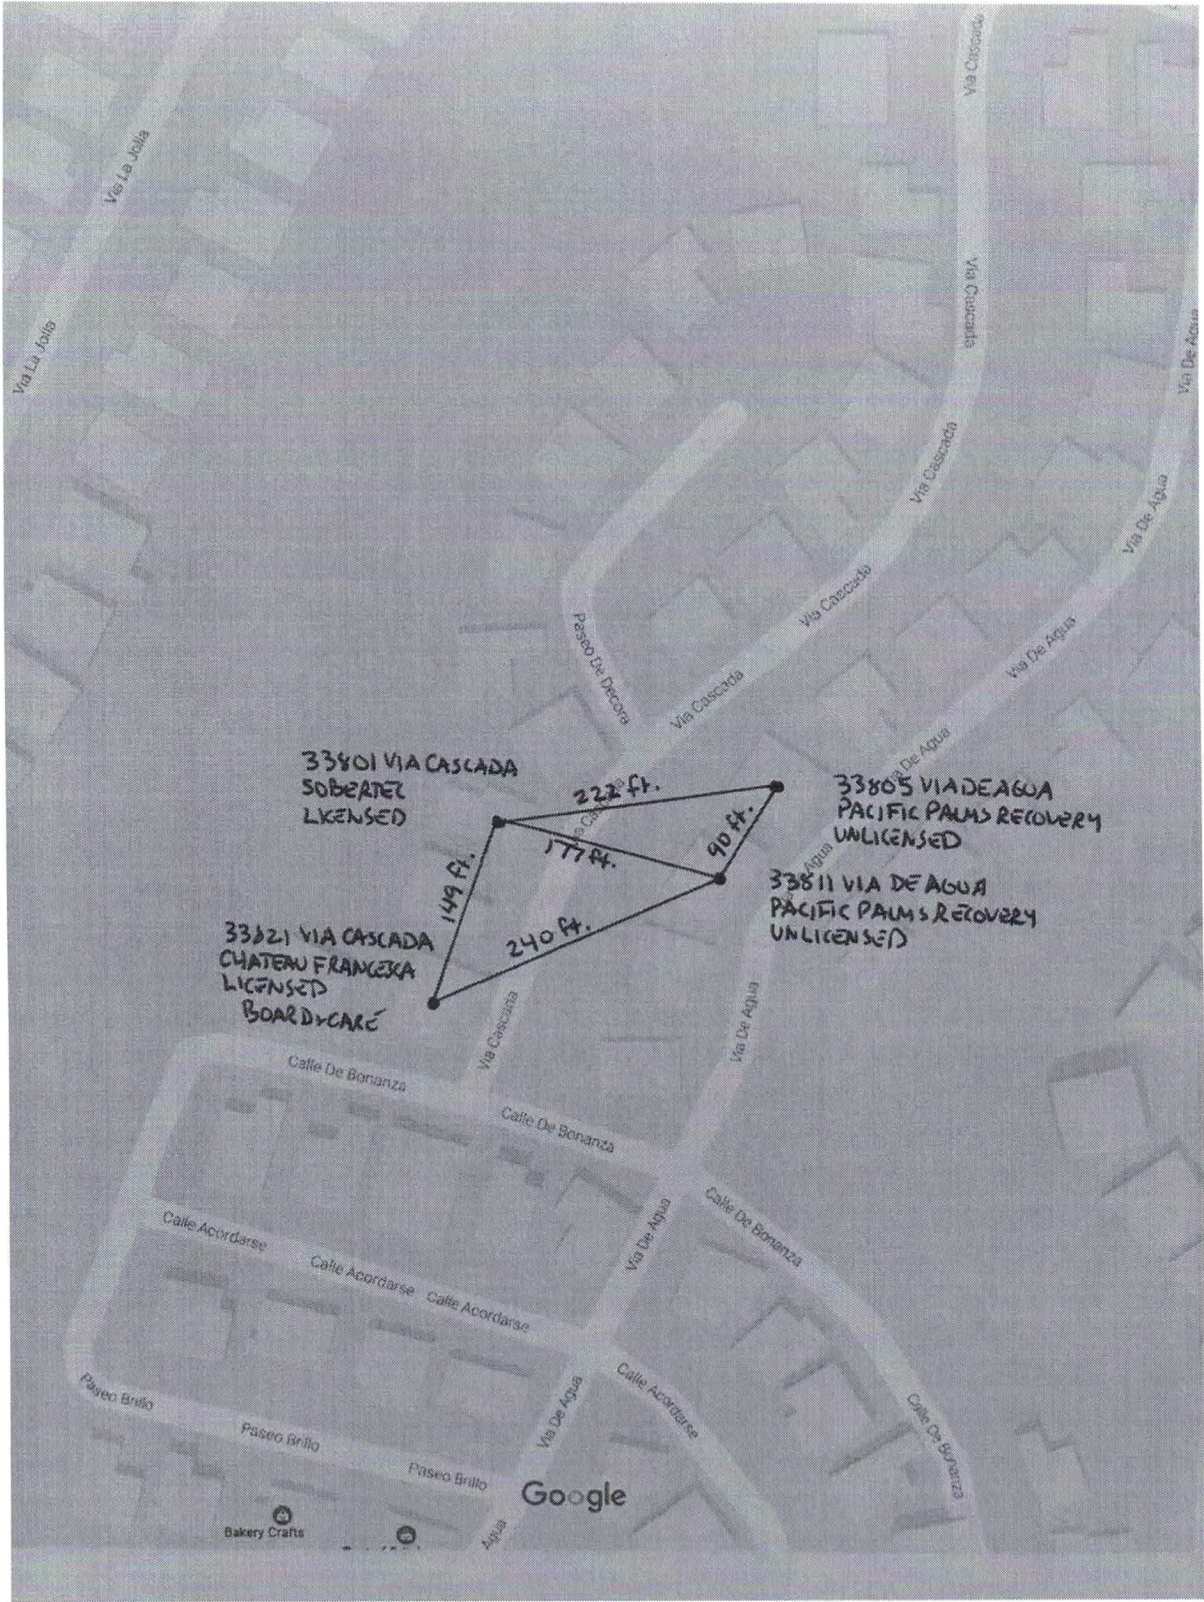 Via Cascada
Via La Jolla
Via Cascada
Via La Jolla
Via De Agua
Via Cascada
Via De Agua
Via Cascada
Paseo De Decora
Via De Agua
Via Cascada
Via De Agua
33801 VIA CASCADA
SOBERTEC
LICENSED
222 ft.
33805 VIA DE AGUA
PACIFIC PALMS RECOVERY
UNLICENSED
177 ft.
90 ft.
Agua
149 ft.
33811 VIA DE AGUA
PACIFIC PALMS RECOVERY
UNLICENSED
240 ft.
33821 VIA CASCADA
CHATEAU FRANCESCA
LICENSED
BOARD & CARE
Via Cascada
Via De Agua
Calle De Bonanza
Calle De Bonanza
Calle De Bonanza
Via De Agua
Calle Acordarse
Calle Acordarse
Calle Acordarse
Calle Acordarse
Via De Agua
Calle De Bonanza
Paseo Brillo
Paseo Brillo
Paseo Brillo
Google
Bakery Crafts
Agua